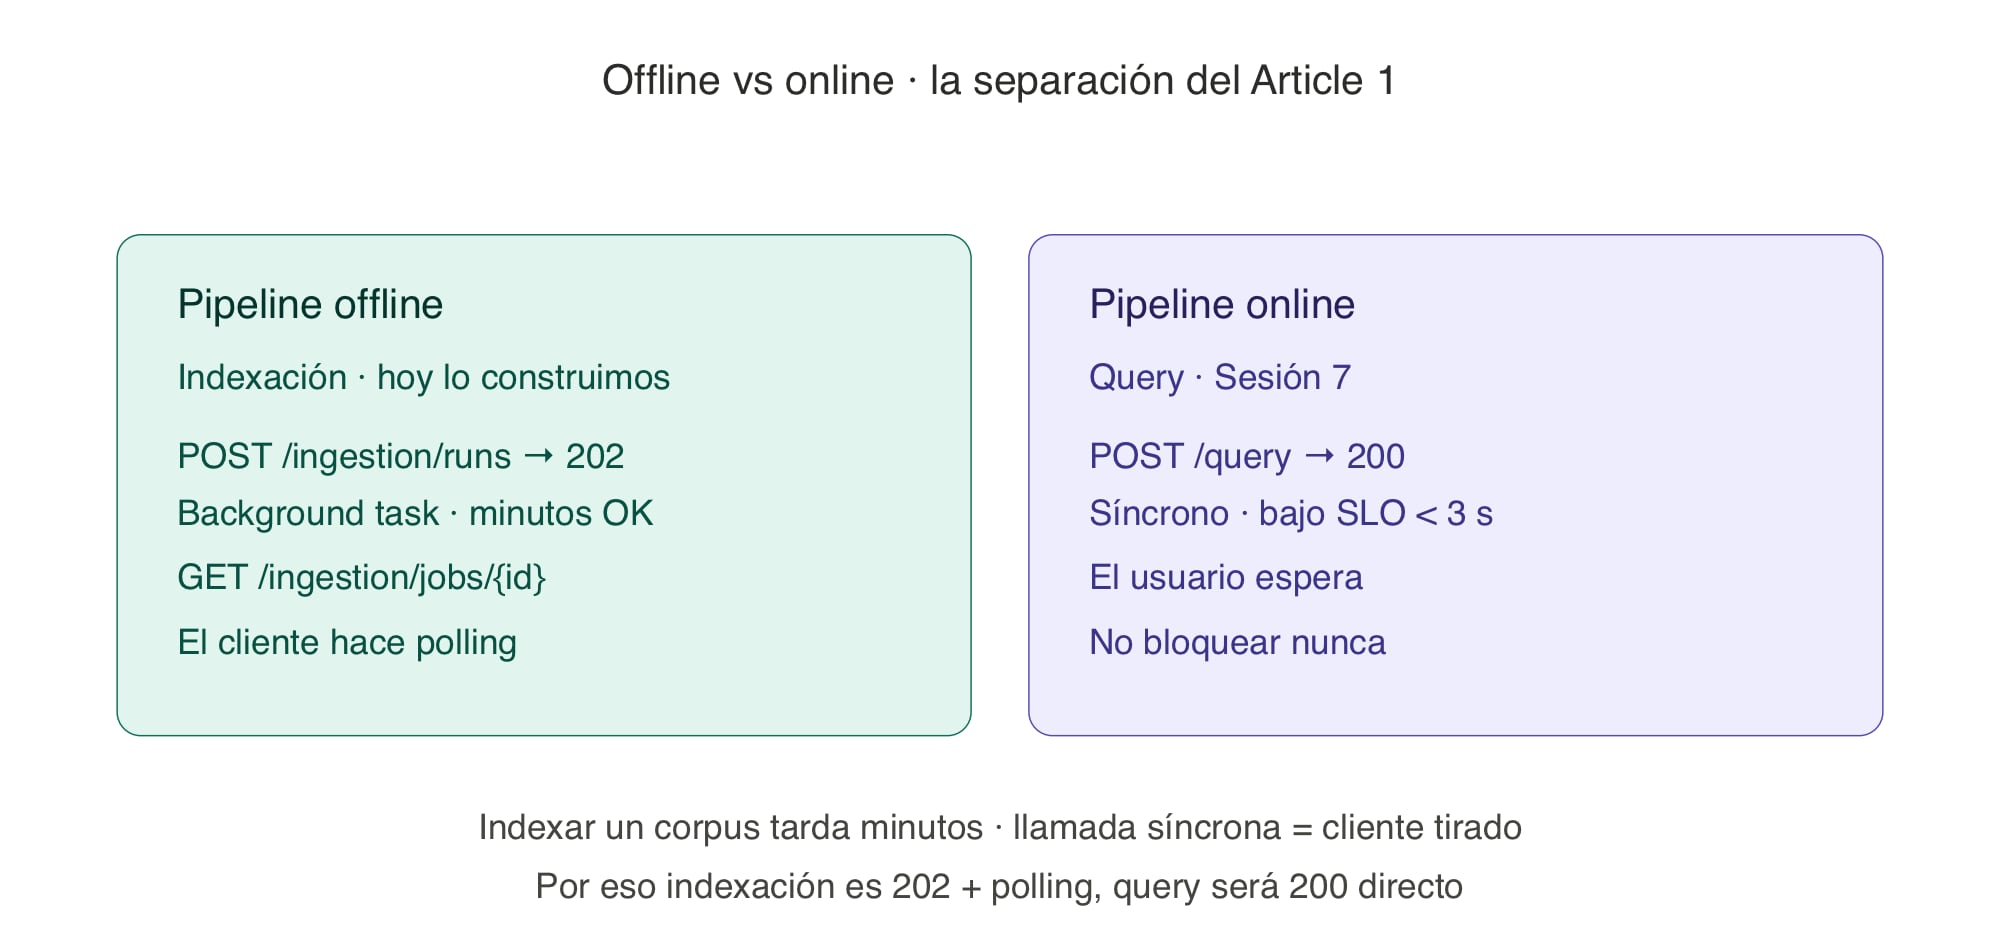 Offline vs online · la separación del Article 1
Pipeline offline
Indexación · hoy lo construimos
POST /ingestion/runs → 202
Background task · minutos OK
GET /ingestion/jobs/{id}
El cliente hace polling
Pipeline online
Query · Sesión 7
POST /query → 200
Síncrono · bajo SLO < 3 s
El usuario espera
No bloquear nunca
Indexar un corpus tarda minutos · llamada síncrona = cliente tirado
Por eso indexación es 202 + polling, query será 200 directo